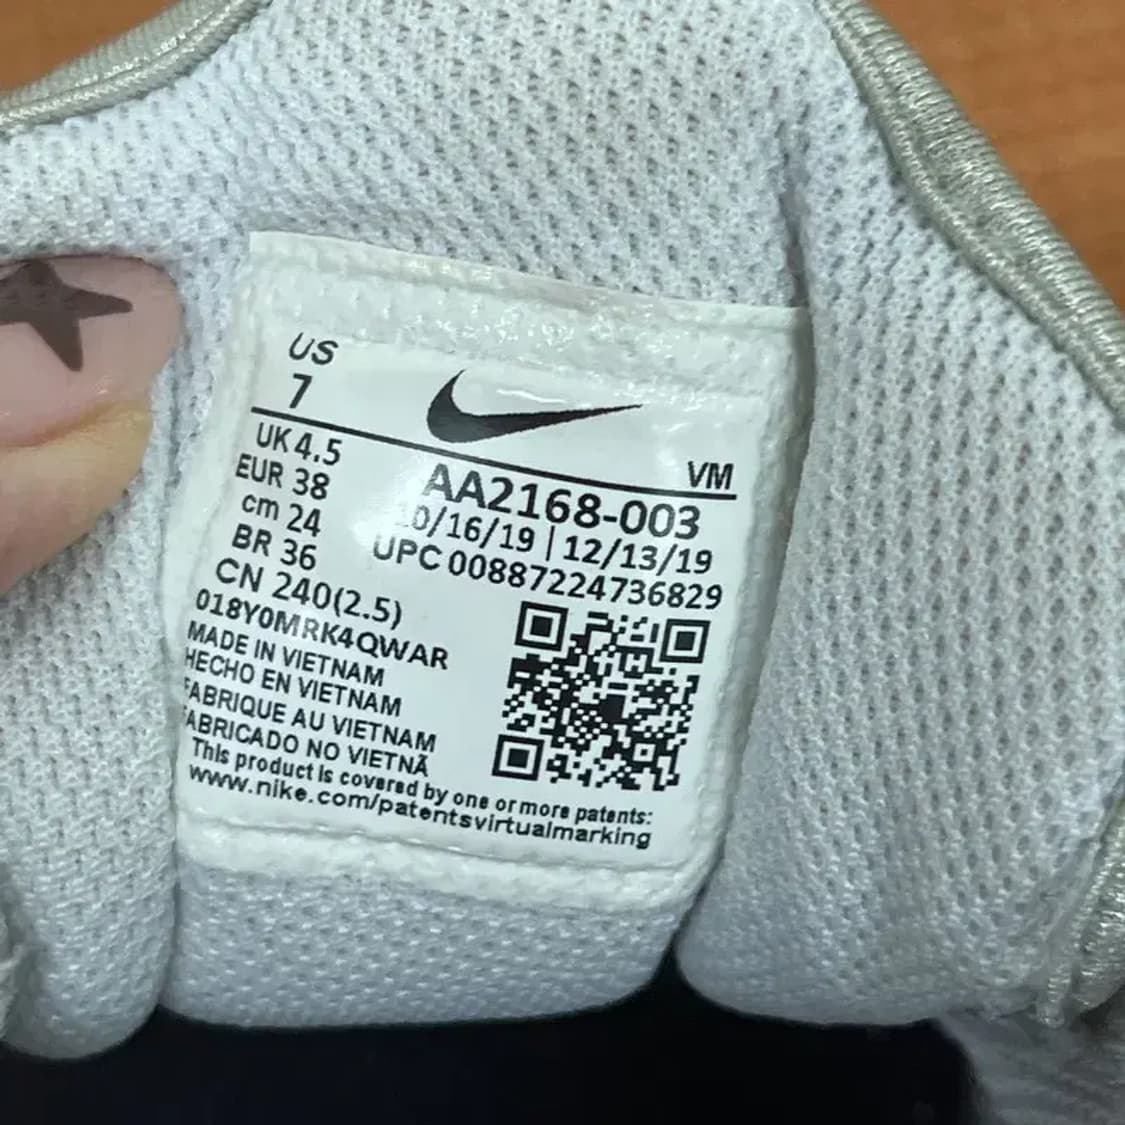 US
7
VM
UK 4.5
EUR 38
cm 24
BR 36
CN 240(2.5)
AA2168-003
10/16/19 | 12/13/19
UPC 00887224736829
018Y0MRK4QWAR
MADE IN VIETNAM
HECHO EN VIETNAM
FABRIQUE AU VIETNAM
FABRICADO NO VIETNÃ
This product is covered by one or more patents:
www.nike.com/patentsvirtualmarking